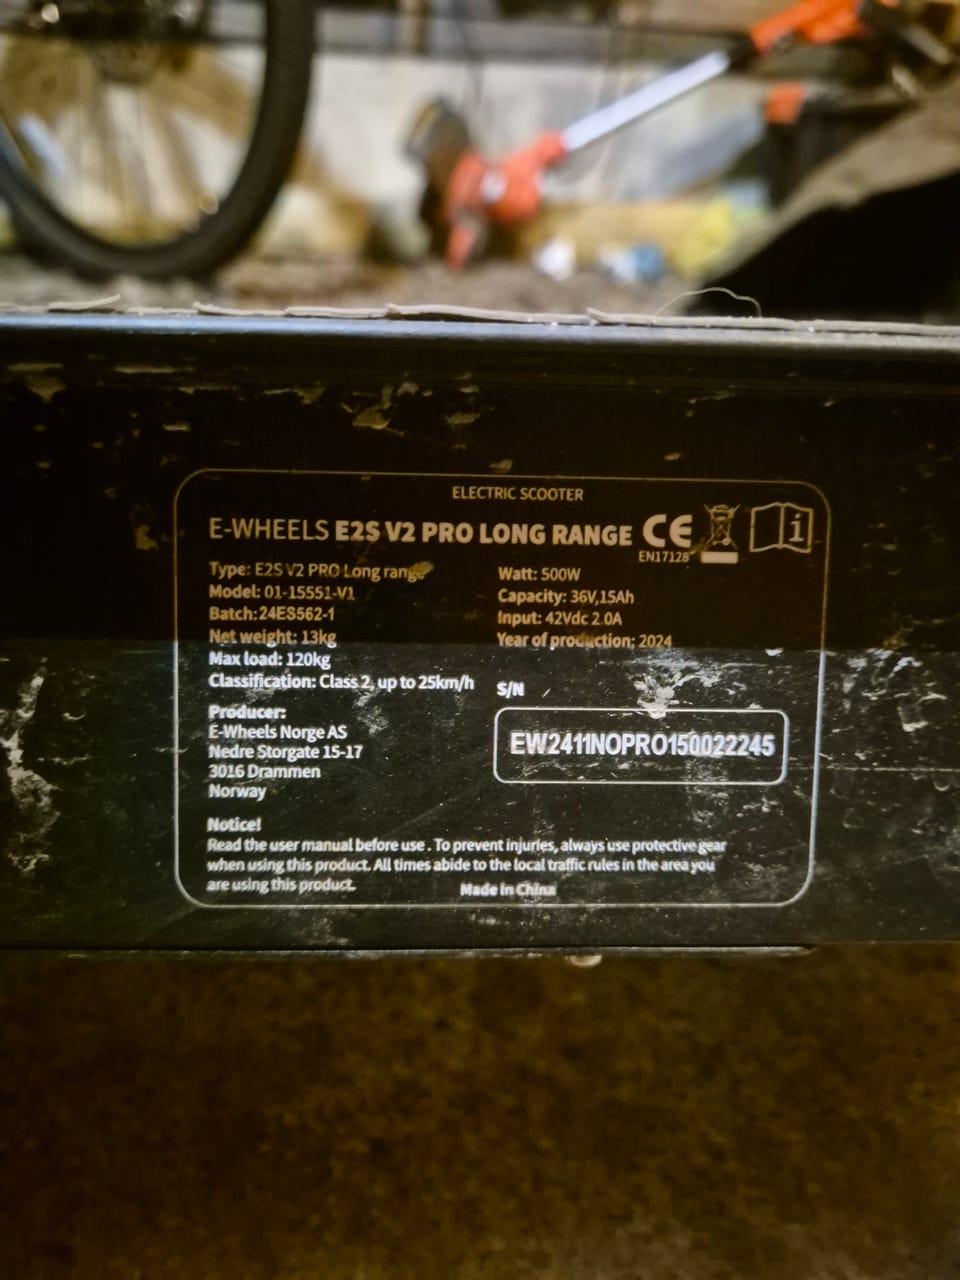 ELECTRIC SCOOTER
E-WHEELS E2S V2 PRO LONG RANGE CE
EN17128
Type: E2S V2 PRO Long range
Model: 01-15551-V1
Batch:24ES562-1
Net weight: 13kg
Max load: 120kg
Classification: Class 2, up to 25km/h
Watt: 500W
Capacity: 36V,15Ah
Input: 42Vdc 2.0A
Year of production: 2024
S/N
EW2411NOPRO150022245
Producer:
E-Wheels Norge AS
Nedre Storgate 15-17
3016 Drammen
Norway
Notice!
Read the user manual before use . To prevent injuries, always use protective gear
when using this product. All times abide to the local traffic rules in the area you
are using this product.
Made in China